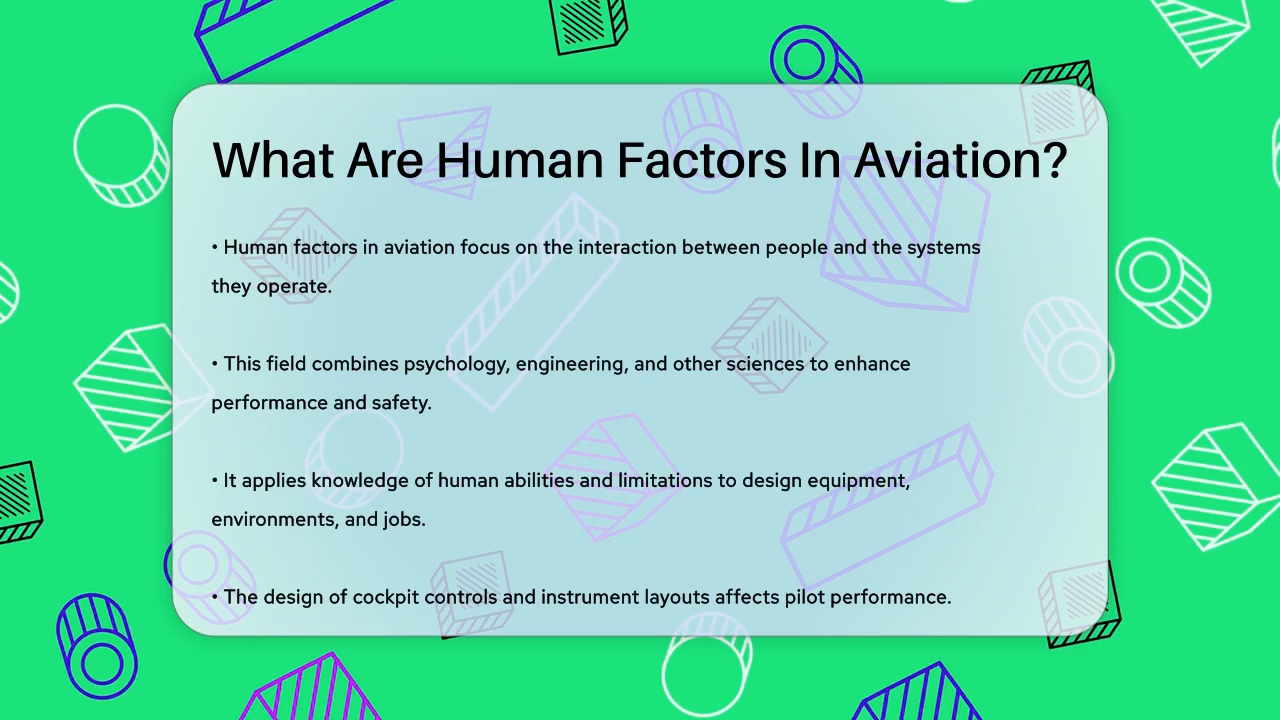 What Are Human Factors In Aviation?
• Human factors in aviation focus on the interaction between people and the systems
they operate.
• This field combines psychology, engineering, and other sciences to enhance
performance and safety.
• It applies knowledge of human abilities and limitations to design equipment,
environments, and jobs.
• The design of cockpit controls and instrument layouts affects pilot performance.